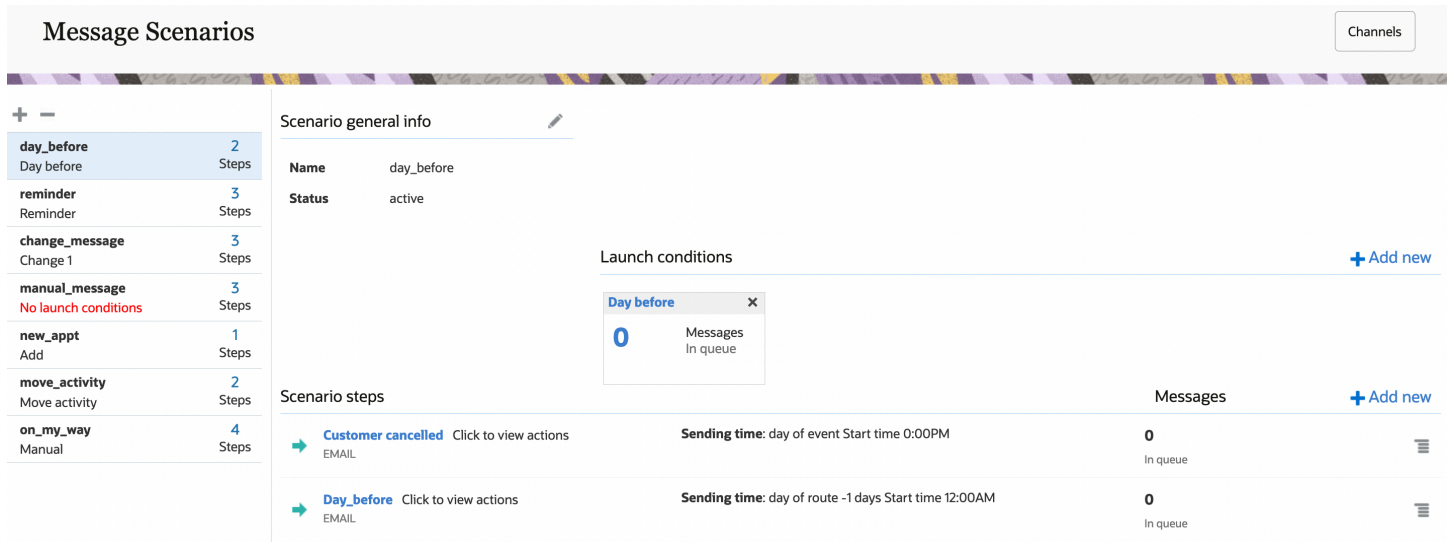 Message Scenarios
Channels
day_before 2
Day before Steps
reminder 3
Reminder Steps
change_message 3
Change 1 Steps
manual_message 3
No launch conditions Steps
new_appt 1
Add Steps
move_activity 2
Move activity Steps
on_my_way 4
Manual Steps
Scenario general info
Name day_before
Status active
Launch conditions Add new
Day before
0 Messages
In queue
Scenario steps Messages Add new
Customer cancelled Click to view actions Sending time: day of event Start time 0:00PM 0
EMAIL In queue
Day_before Click to view actions Sending time: day of route -1 days Start time 12:00AM 0
EMAIL In queue